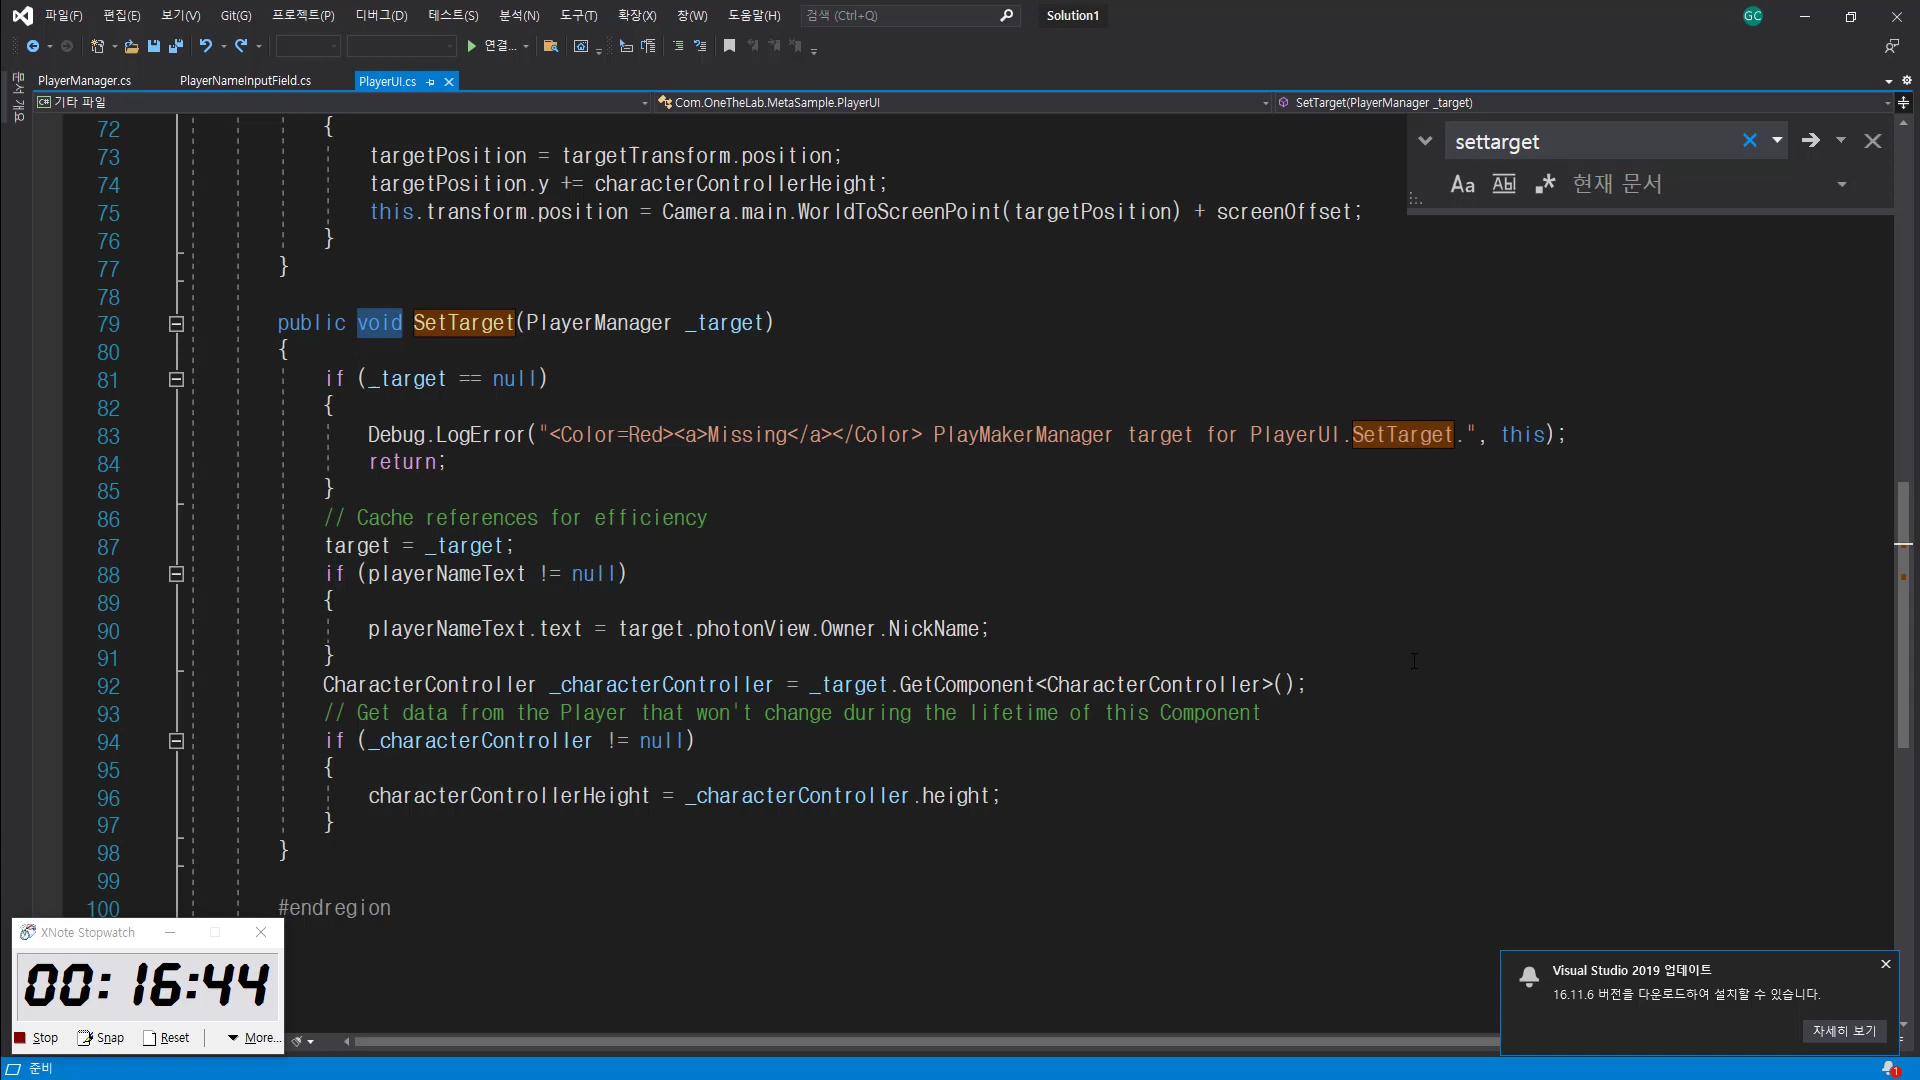 파일(F) 편집(E) 보기(V) Git(G) 프로젝트(P) 디버그(D) 테스트(S) 분석(N) 도구(T) 확장(X) 창(W) 도움말(H) 검색 (Ctrl+Q) Solution1 GC
연결...
문서 개요
PlayerManager.cs PlayerNameInputField.cs PlayerUI.cs
C# 기타 파일 Com.OneTheLab.MetaSample.PlayerUI SetTarget(PlayerManager _target)
settarget
Aa Abl .* 현재 문서
72 {
73 targetPosition = targetTransform.position;
74 targetPosition.y += characterControllerHeight;
75 this.transform.position = Camera.main.WorldToScreenPoint(targetPosition) + screenOffset;
76 }
77 }
78
79 public void SetTarget(PlayerManager _target)
80 {
81 if (_target == null)
82 {
83 Debug.LogError("<Color=Red><a>Missing</a></Color> PlayMakerManager target for PlayerUI.SetTarget.", this);
84 return;
85 }
86 // Cache references for efficiency
87 target = _target;
88 if (playerNameText != null)
89 {
90 playerNameText.text = target.photonView.Owner.NickName;
91 }
92 CharacterController _characterController = _target.GetComponent<CharacterController>();
93 // Get data from the Player that won't change during the lifetime of this Component
94 if (_characterController != null)
95 {
96 characterControllerHeight = _characterController.height;
97 }
98 }
99
100 #endregion
XNote Stopwatch
00:16:44
Stop Snap Reset More...
Visual Studio 2019 업데이트
16.11.6 버전을 다운로드하여 설치할 수 있습니다.
자세히 보기
준비 1